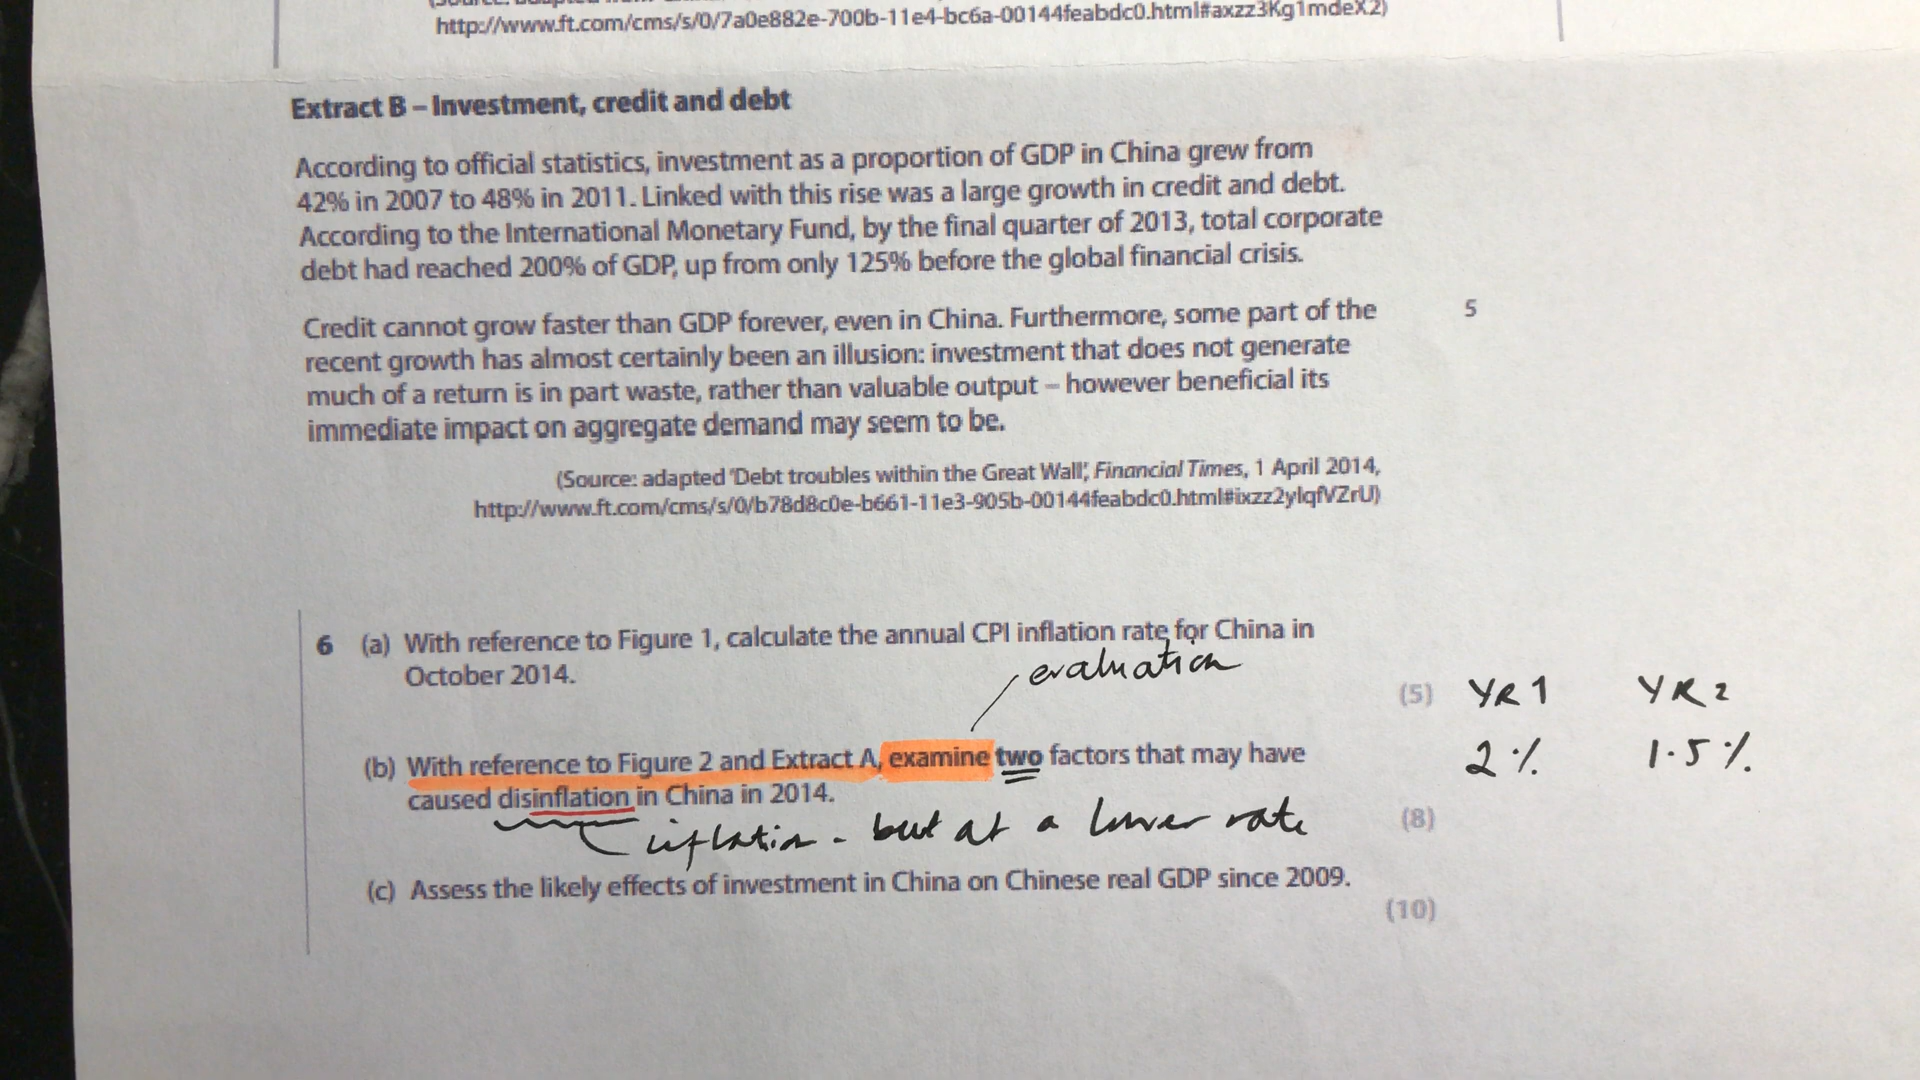 http://www.ft.com/cms/s/0/7a0e882e-700b-11e4-bc6a-00144feabdc0.html#axzz3Kg1mdeX2)
Extract B – Investment, credit and debt
According to official statistics, investment as a proportion of GDP in China grew from
42% in 2007 to 48% in 2011. Linked with this rise was a large growth in credit and debt.
According to the International Monetary Fund, by the final quarter of 2013, total corporate
debt had reached 200% of GDP, up from only 125% before the global financial crisis.
Credit cannot grow faster than GDP forever, even in China. Furthermore, some part of the 5
recent growth has almost certainly been an illusion: investment that does not generate
much of a return is in part waste, rather than valuable output – however beneficial its
immediate impact on aggregate demand may seem to be.
(Source: adapted 'Debt troubles within the Great Wall', Financial Times, 1 April 2014,
http://www.ft.com/cms/s/0/b78d8c0e-b661-11e3-905b-00144feabdc0.html#ixzz2ylqfVZrU)
6 (a) With reference to Figure 1, calculate the annual CPI inflation rate for China in
October 2014.
evaluation
(5) YR 1 YR 2
(b) With reference to Figure 2 and Extract A, examine two factors that may have
2% 1.5%
caused disinflation in China in 2014.
inflation - but at a lower rate
(8)
(c) Assess the likely effects of investment in China on Chinese real GDP since 2009.
(10)